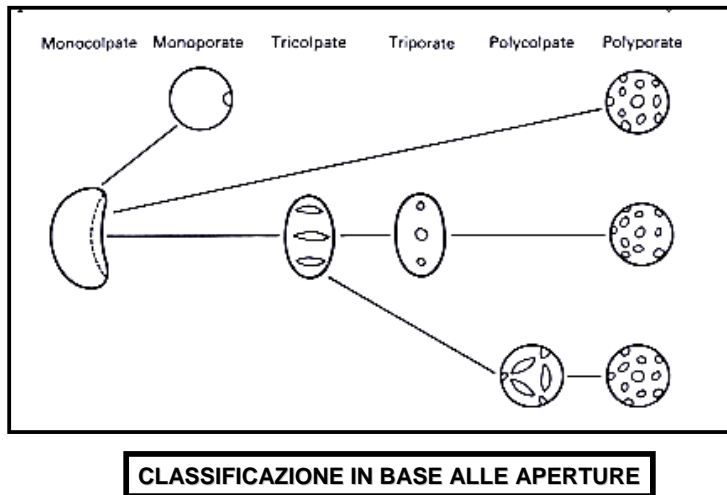 Monocolpate Monoporate Tricolpate Triporate Polycolpate Polyporate
CLASSIFICAZIONE IN BASE ALLE APERTURE